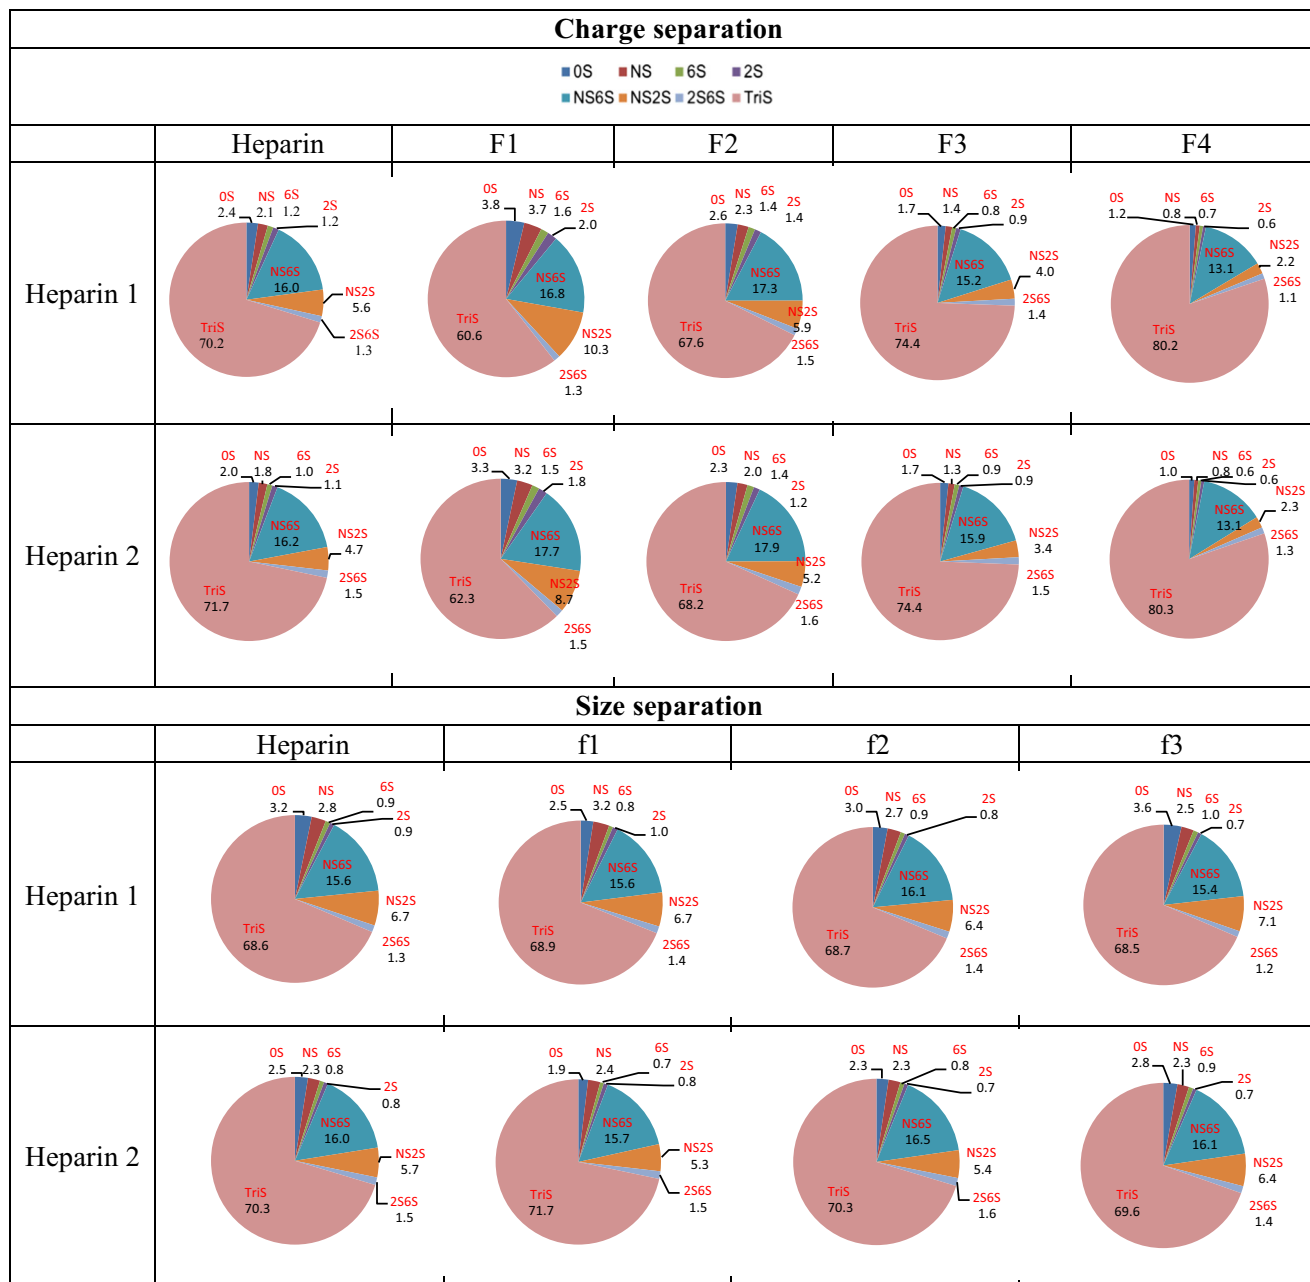 Charge separation
0S NS 6S 2S
NS6S NS2S 2S6S TriS
Heparin F1 F2 F3 F4
Heparin 1
0S 2.4 NS 2.1 6S 1.2 2S 1.2 NS6S 16.0 NS2S 5.6 2S6S 1.3 TriS 70.2
0S 3.8 NS 3.7 6S 1.6 2S 2.0 NS6S 16.8 NS2S 10.3 2S6S 1.3 TriS 60.6
0S 2.6 NS 2.3 6S 1.4 2S 1.4 NS6S 17.3 NS2S 5.9 2S6S 1.5 TriS 67.6
0S 1.7 NS 1.4 6S 0.8 2S 0.9 NS6S 15.2 NS2S 4.0 2S6S 1.4 TriS 74.4
0S 1.2 NS 0.8 6S 0.7 2S 0.6 NS6S 13.1 NS2S 2.2 2S6S 1.1 TriS 80.2
Heparin 2
0S 2.0 NS 1.8 6S 1.0 2S 1.1 NS6S 16.2 NS2S 4.7 2S6S 1.5 TriS 71.7
0S 3.3 NS 3.2 6S 1.5 2S 1.8 NS6S 17.7 NS2S 8.7 2S6S 1.5 TriS 62.3
0S 2.3 NS 2.0 6S 1.4 2S 1.2 NS6S 17.9 NS2S 5.2 2S6S 1.6 TriS 68.2
0S 1.7 NS 1.3 6S 0.9 2S 0.9 NS6S 15.9 NS2S 3.4 2S6S 1.5 TriS 74.4
0S 1.0 NS 0.8 6S 0.6 2S 0.6 NS6S 13.1 NS2S 2.3 2S6S 1.3 TriS 80.3
Size separation
Heparin f1 f2 f3
Heparin 1
0S 3.2 NS 2.8 6S 0.9 2S 0.9 NS6S 15.6 NS2S 6.7 2S6S 1.3 TriS 68.6
0S 2.5 NS 3.2 6S 0.8 2S 1.0 NS6S 15.6 NS2S 6.7 2S6S 1.4 TriS 68.9
0S 3.0 NS 2.7 6S 0.9 2S 0.8 NS6S 16.1 NS2S 6.4 2S6S 1.4 TriS 68.7
0S 3.6 NS 2.5 6S 1.0 2S 0.7 NS6S 15.4 NS2S 7.1 2S6S 1.2 TriS 68.5
Heparin 2
0S 2.5 NS 2.3 6S 0.8 2S 0.8 NS6S 16.0 NS2S 5.7 2S6S 1.5 TriS 70.3
0S 1.9 NS 2.4 6S 0.7 2S 0.8 NS6S 15.7 NS2S 5.3 2S6S 1.5 TriS 71.7
0S 2.3 NS 2.3 6S 0.8 2S 0.7 NS6S 16.5 NS2S 5.4 2S6S 1.6 TriS 70.3
0S 2.8 NS 2.3 6S 0.9 2S 0.7 NS6S 16.1 NS2S 6.4 2S6S 1.4 TriS 69.6